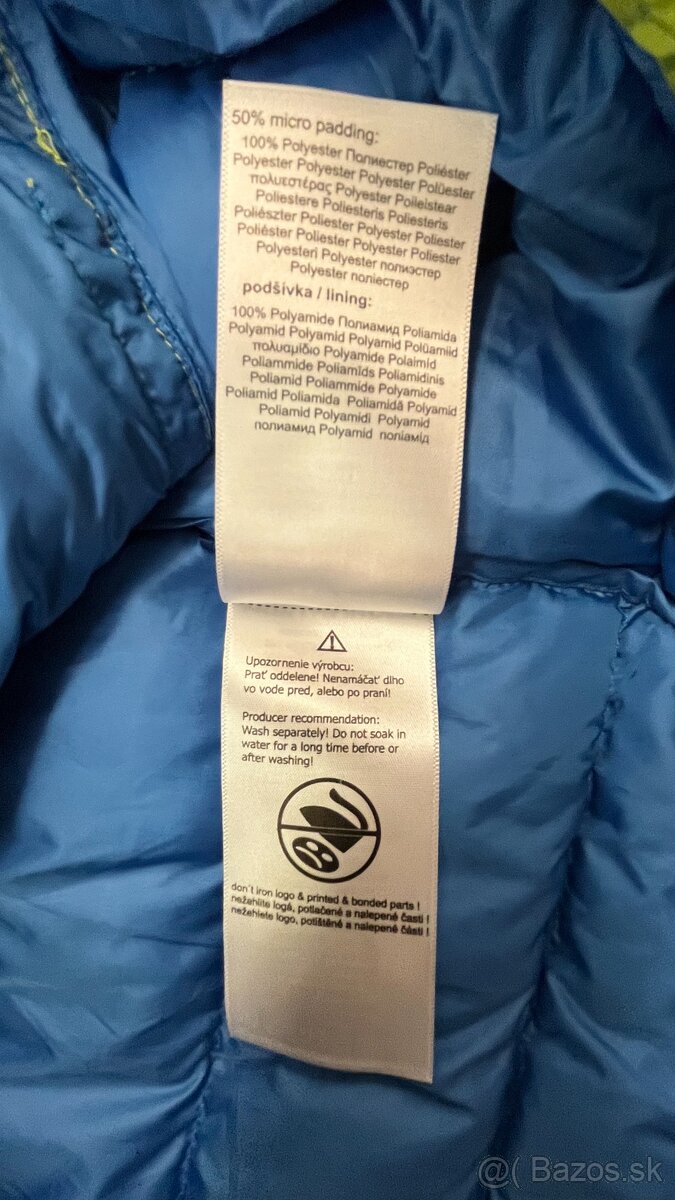 50% micro padding:
100% Polyester Полиестер Poliéster
Polyester Polyester Polyester Polüester
πολυεστέρας Polyester Poileistear
Poliestere Poliesteris Poliesteris
Poliészter Poliester Polyester Poliester
Poliéster Poliester Polyester Poliester
Polyesteri Polyester полиэстер
Polyester поліестер
podšívka / lining:
100% Polyamide Полиамид Poliamida
Polyamid Polyamid Polyamid Polüamiid
πολυαμίδιο Polyamide Polaimid
Poliammide Poliamīds Poliamidinis
Poliamid Poliammide Polyamide
Poliamid Poliamida Poliamidă Polyamid
Poliamid Polyamidi Polyamid
полиамид Polyamid поліамід
Upozornenie výrobcu:
Prať oddelene! Nenamáčať dlho
vo vode pred, alebo po praní!
Producer recommendation:
Wash separately! Do not soak in
water for a long time before or
after washing!
don´t iron logo & printed & bonded parts !
nežehlite logá, potlačené a nalepené časti !
nežehlete logo, potištěné a nalepené části !
@( Bazos.sk